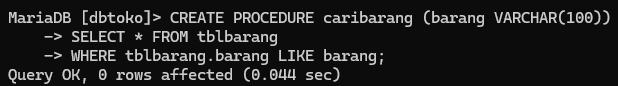 MariaDB [dbtoko]> CREATE PROCEDURE caribarang (barang VARCHAR(100))
    -> SELECT * FROM tblbarang
    -> WHERE tblbarang.barang LIKE barang;
Query OK, 0 rows affected (0.044 sec)